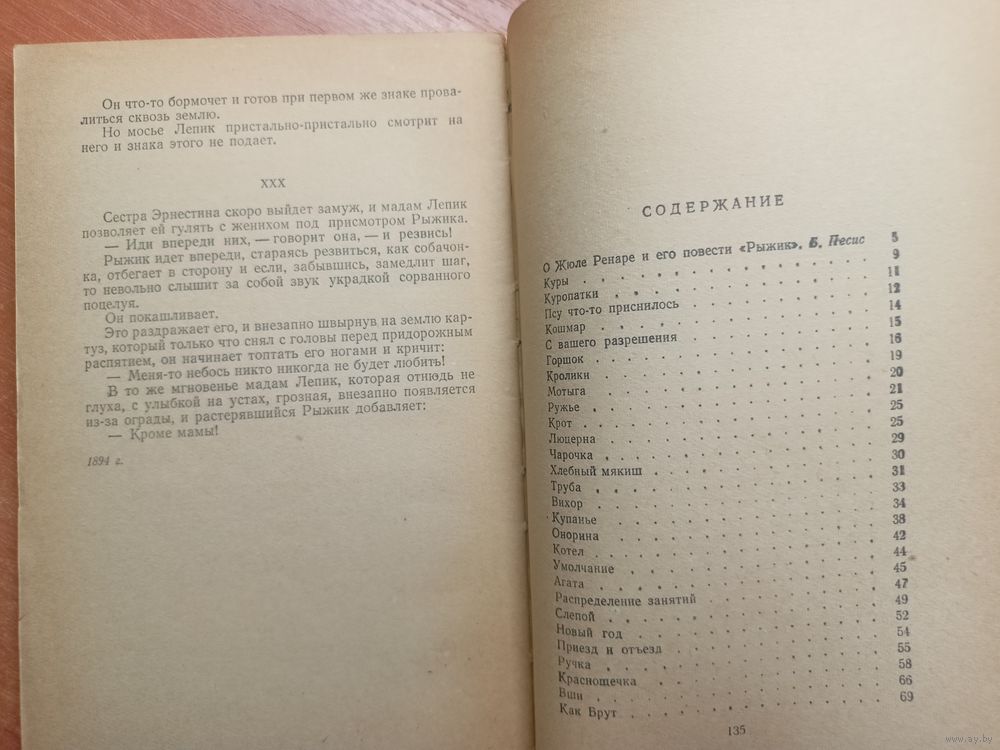 Он что-то бормочет и готов при первом же знаке прова-
литься сквозь землю.
Но мосье Лепик пристально-пристально смотрит на
него и знака этого не подает.
XXX
Сестра Эрнестина скоро выйдет замуж, и мадам Лепик
позволяет ей гулять с женихом под присмотром Рыжика.
— Иди впереди них, — говорит она, — и резвись!
Рыжик идет впереди, стараясь резвиться, как собачон-
ка, отбегает в сторону и если, забывшись, замедлит шаг,
то невольно слышит за собой звук украдкой сорванного
поцелуя.
Он покашливает.
Это раздражает его, и внезапно швырнув на землю кар-
туз, который только что снял с головы перед придорожным
распятием, он начинает топтать его ногами и кричит:
— Меня-то небось никто никогда не будет любить!
В то же мгновенье мадам Лепик, которая отнюдь не
глуха, с улыбкой на устах, грозная, внезапно появляется
из-за ограды, и растерявшийся Рыжик добавляет:
— Кроме мамы!
1894 г.
СОДЕРЖАНИЕ
О Жюле Ренаре и его повести «Рыжик». Б. Песис 5
Куры . . . . . . . . . . 9
Куропатки . . . . . . . . . . 11
Псу что-то приснилось . . . . . . . . . . 12
Кошмар . . . . . . . . . . 14
С вашего разрешения . . . . . . . . . . 15
Горшок . . . . . . . . . . 16
Кролики . . . . . . . . . . 19
Мотыга . . . . . . . . . . 20
Ружье . . . . . . . . . . 21
Крот . . . . . . . . . . 25
Люцерна . . . . . . . . . . 25
Чарочка . . . . . . . . . . 29
Хлебный мякиш . . . . . . . . . . 30
Труба . . . . . . . . . . 31
Вихор . . . . . . . . . . 33
Купанье . . . . . . . . . . 34
Онорина . . . . . . . . . . 38
Котел . . . . . . . . . . 42
Умолчание . . . . . . . . . . 44
Агата . . . . . . . . . . 45
Распределение занятий . . . . . . . . . . 47
Слепой . . . . . . . . . . 49
Новый год . . . . . . . . . . 52
Приезд и отъезд . . . . . . . . . . 54
Ручка . . . . . . . . . . 55
Краснощечка . . . . . . . . . . 58
Вши . . . . . . . . . . 66
Как Брут . . . . . . . . . . 69
135
www.ay.by